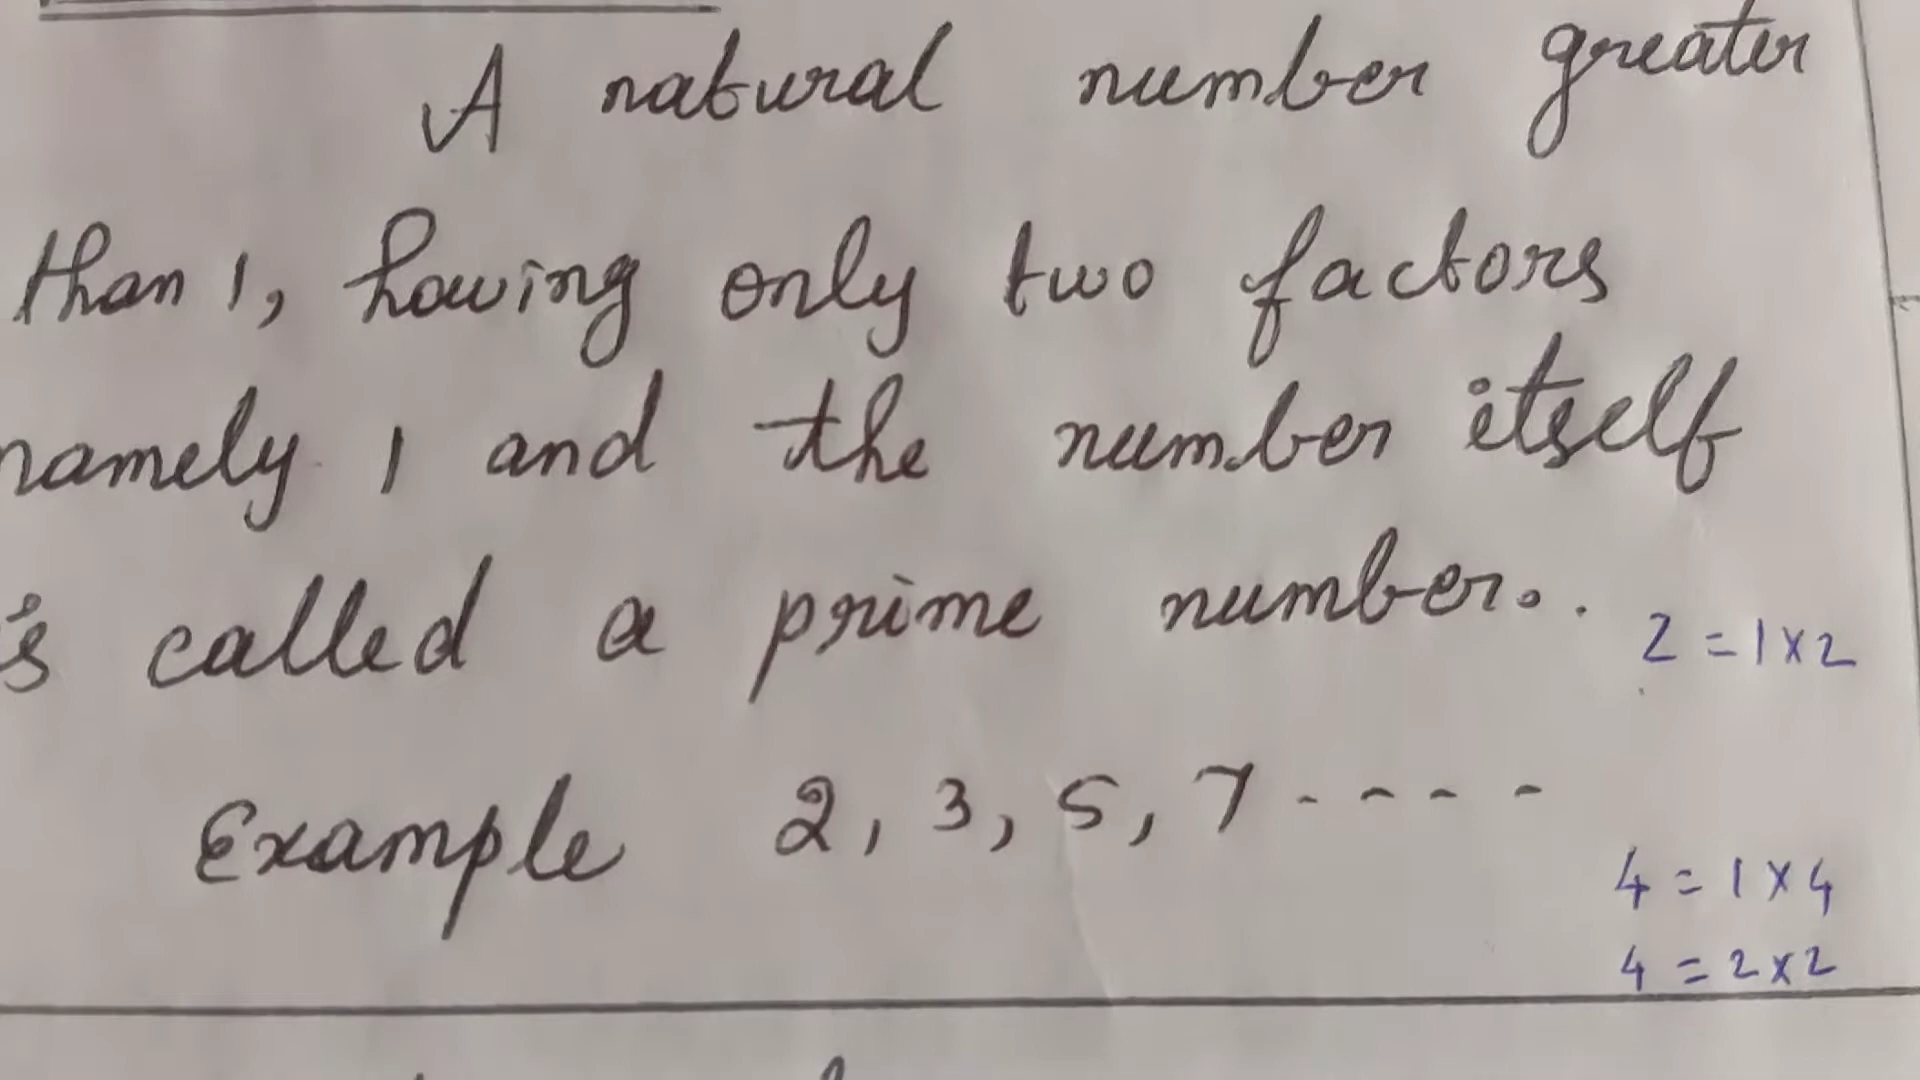 A natural number greater
than 1, having only two factors
namely 1 and the number itself
is called a prime number.
2 = 1 x 2
Example 2, 3, 5, 7 - - - -
4 = 1 x 4
4 = 2 x 2